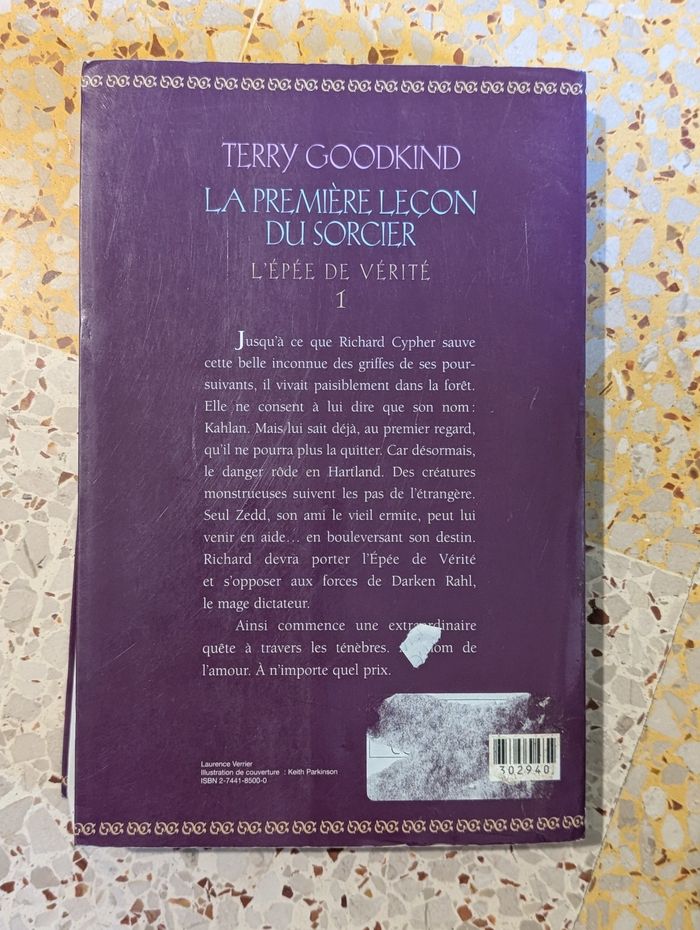 TERRY GOODKIND
LA PREMIÈRE LEÇON
DU SORCIER
L'ÉPÉE DE VÉRITÉ
1
Jusqu'à ce que Richard Cypher sauve
cette belle inconnue des griffes de ses pour-
suivants, il vivait paisiblement dans la forêt.
Elle ne consent à lui dire que son nom :
Kahlan. Mais lui sait déjà, au premier regard,
qu'il ne pourra plus la quitter. Car désormais,
le danger rôde en Hartland. Des créatures
monstrueuses suivent les pas de l'étrangère.
Seul Zedd, son ami le vieil ermite, peut lui
venir en aide... en bouleversant son destin.
Richard devra porter l'Épée de Vérité
et s'opposer aux forces de Darken Rahl,
le mage dictateur.
Ainsi commence une extraordinaire
quête à travers les ténèbres. nom de
l'amour. À n'importe quel prix.
Laurence Verrier
Illustration de couverture : Keith Parkinson
ISBN 2-7441-8500-0
302940